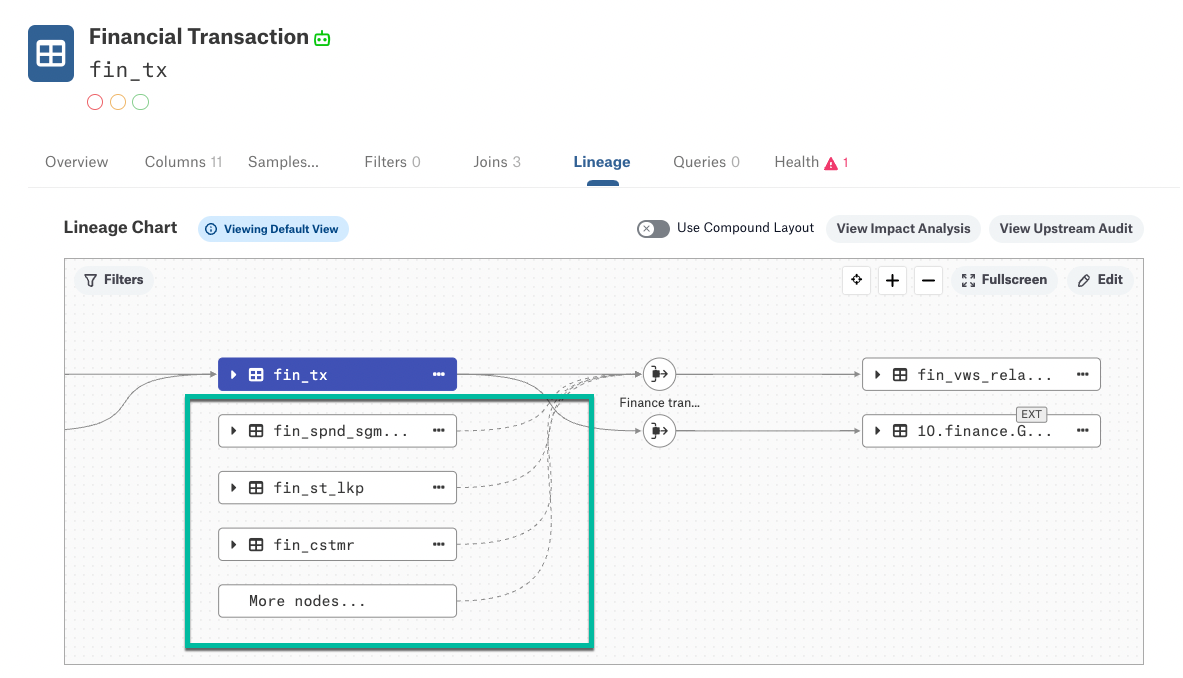 Financial Transaction
fin_tx
Overview Columns 11 Samples... Filters 0 Joins 3 Lineage Queries 0 Health 1
Lineage Chart Viewing Default View Use Compound Layout View Impact Analysis View Upstream Audit
Filters Fullscreen Edit
fin_tx fin_vws_rela...
Finance tran...
EXT
fin_spnd_sgm... 10.finance.G...
fin_st_lkp
fin_cstmr
More nodes...